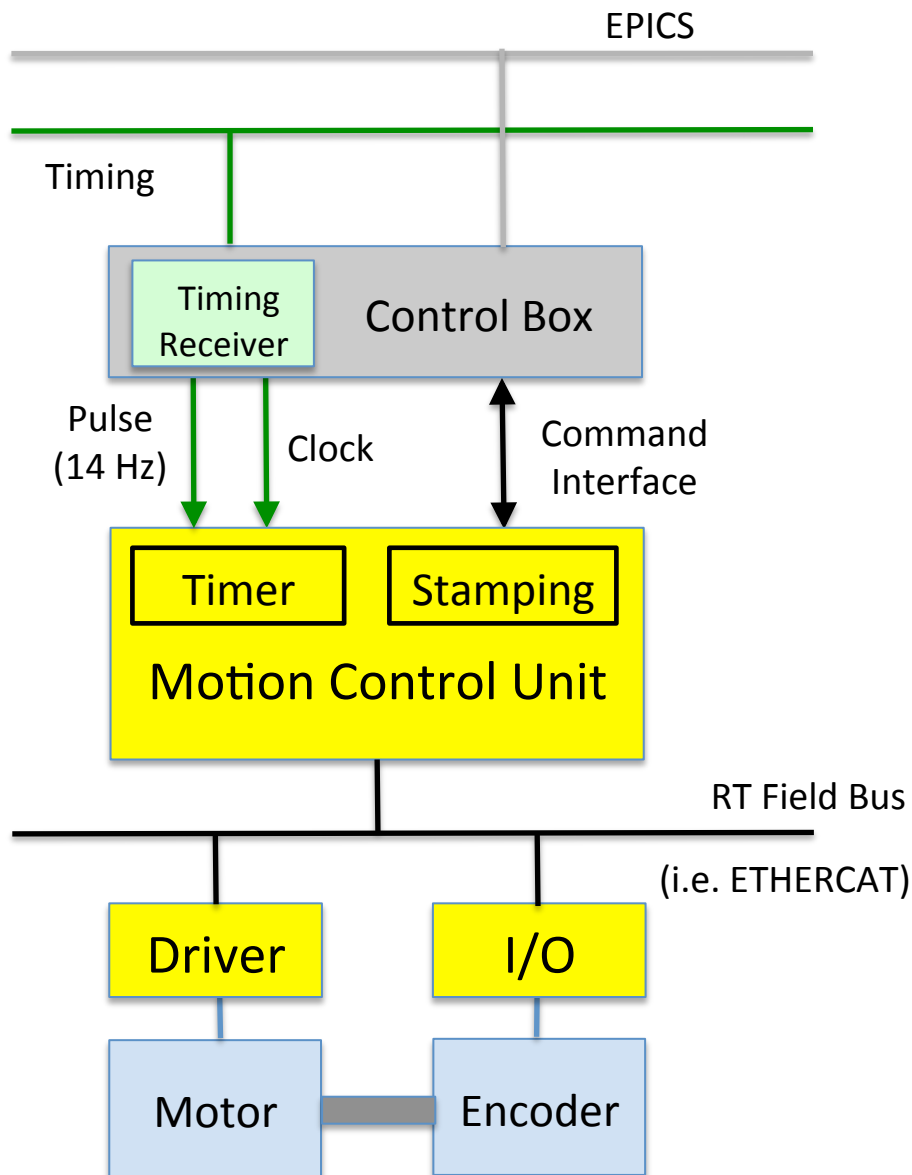 EPICS
Timing
Timing
Receiver
Control Box
Pulse
(14 Hz)
Clock
Command
Interface
Timer
Stamping
Motion Control Unit
RT Field Bus
(i.e. ETHERCAT)
Driver
I/O
Motor
Encoder